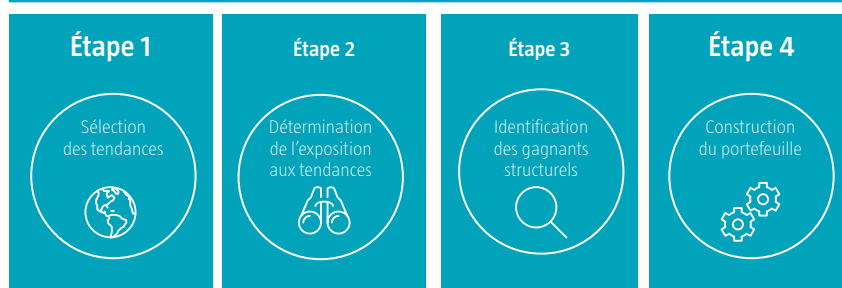 Étape 1
Sélection
des tendances
Étape 2
Détermination
de l'exposition
aux tendances
Étape 3
Identification
des gagnants
structurels
Étape 4
Construction
du portefeuille